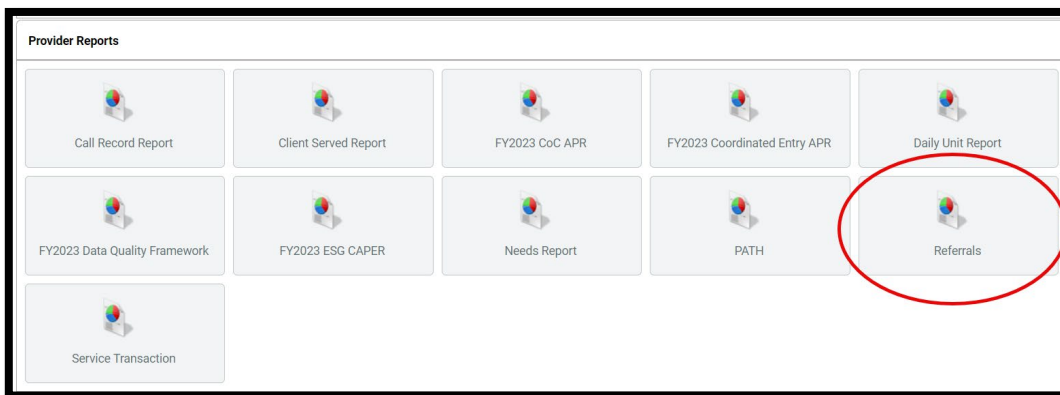 Provider Reports
Call Record Report
Client Served Report
FY2023 CoC APR
FY2023 Coordinated Entry APR
Daily Unit Report
FY2023 Data Quality Framework
FY2023 ESG CAPER
Needs Report
PATH
Referrals
Service Transaction